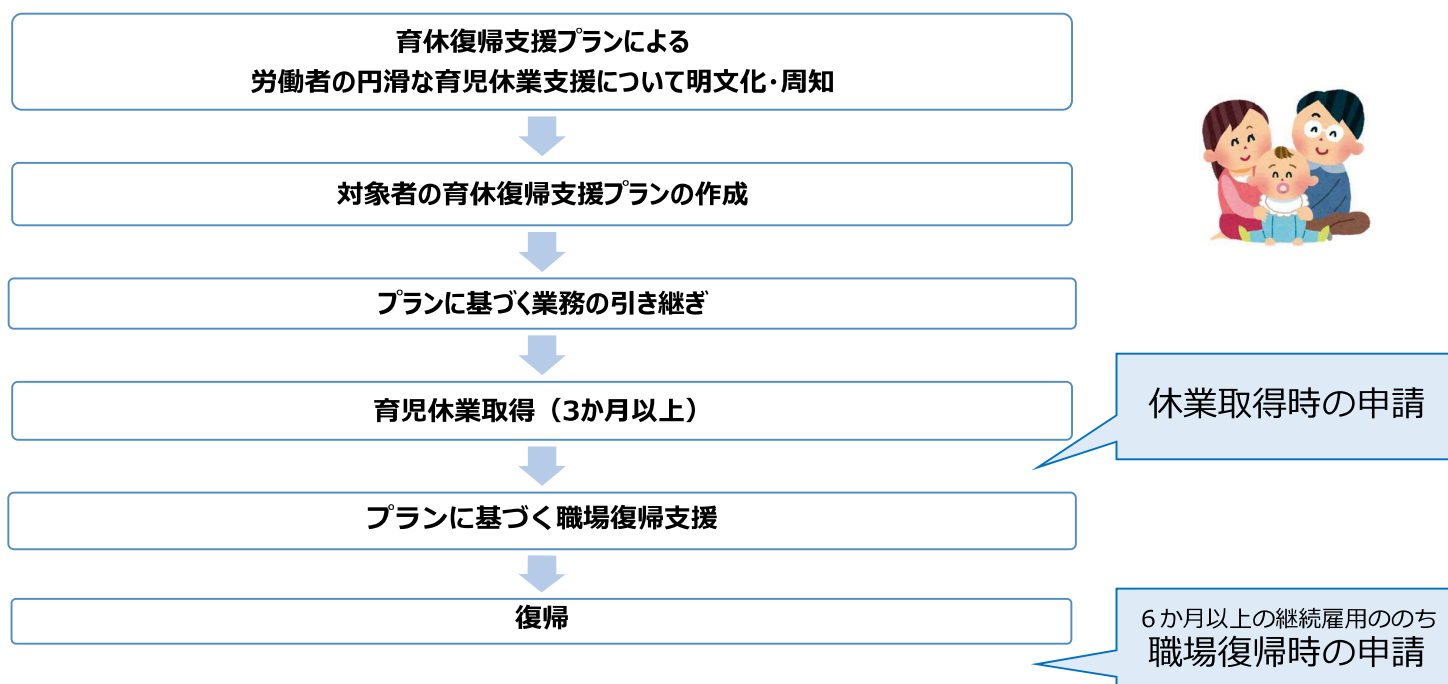 育休復帰支援プランによる
労働者の円滑な育児休業支援について明文化・周知
対象者の育休復帰支援プランの作成
プランに基づく業務の引き継ぎ
育児休業取得（3か月以上）
休業取得時の申請
プランに基づく職場復帰支援
復帰
６か月以上の継続雇用ののち
職場復帰時の申請